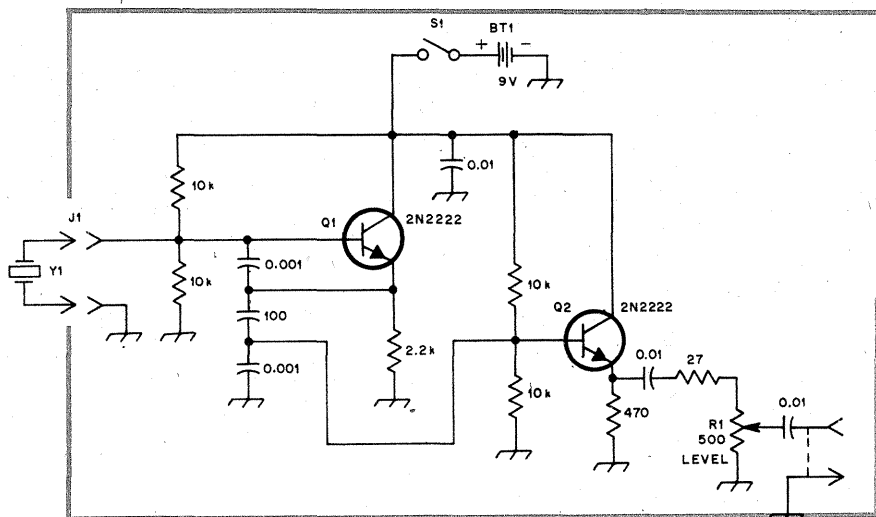 S1
+ BT1 -
9V
0.01
10k
J1
Q1
2N2222
Y1
10k
0.001
100
0.001
2.2k
10k
Q2
2N2222
10k
0.01
27
470
R1
500
LEVEL
0.01